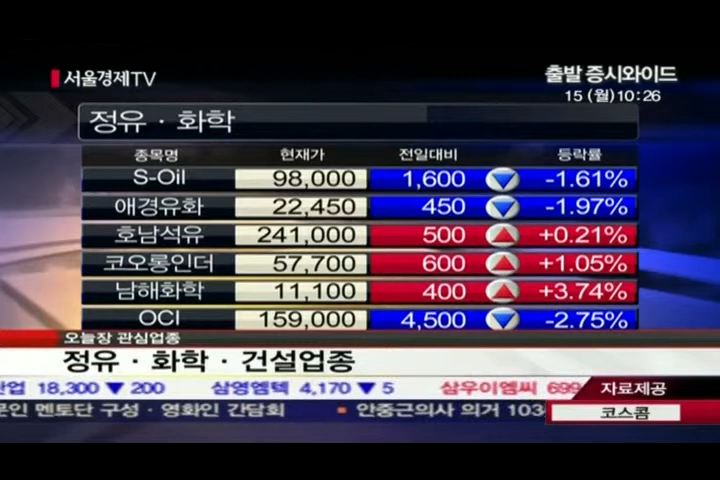 서울경제TV
출발 증시와이드
15 (월) 10:26
정유 · 화학
종목명 현재가 전일대비 등락률
S-Oil 98,000 1,600 ▼ -1.61%
애경유화 22,450 450 ▼ -1.97%
호남석유 241,000 500 ▲ +0.21%
코오롱인더 57,700 600 ▲ +1.05%
남해화학 11,100 400 ▲ +3.74%
OCI 159,000 4,500 ▼ -2.75%
오늘장 관심업종
정유 · 화학 · 건설업종
업 18,300 ▼ 200 삼영엠텍 4,170 ▼ 5 삼우이엠씨 699
자료제공
문인 멘토단 구성 · 영화인 간담회 ▪ 안중근의사 의거 103
코스콤